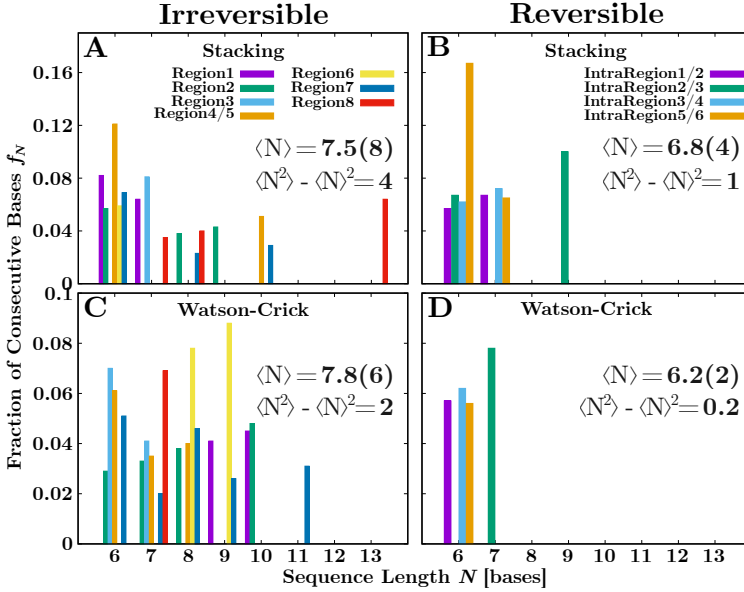 Irreversible
Reversible
A
Stacking
Region1
Region2
Region3
Region4/5
Region6
Region7
Region8
⟨N⟩ = 7.5(8)
⟨N²⟩ - ⟨N⟩² = 4
0.16
0.12
0.08
0.04
0
B
Stacking
IntraRegion1/2
IntraRegion2/3
IntraRegion3/4
IntraRegion5/6
⟨N⟩ = 6.8(4)
⟨N²⟩ - ⟨N⟩² = 1
C
Watson-Crick
⟨N⟩ = 7.8(6)
⟨N²⟩ - ⟨N⟩² = 2
0.1
0.08
0.06
0.04
0.02
0
6 7 8 9 10 11 12 13
D
Watson-Crick
⟨N⟩ = 6.2(2)
⟨N²⟩ - ⟨N⟩² = 0.2
6 7 8 9 10 11 12 13
Fraction of Consecutive Bases f_N
Sequence Length N [bases]